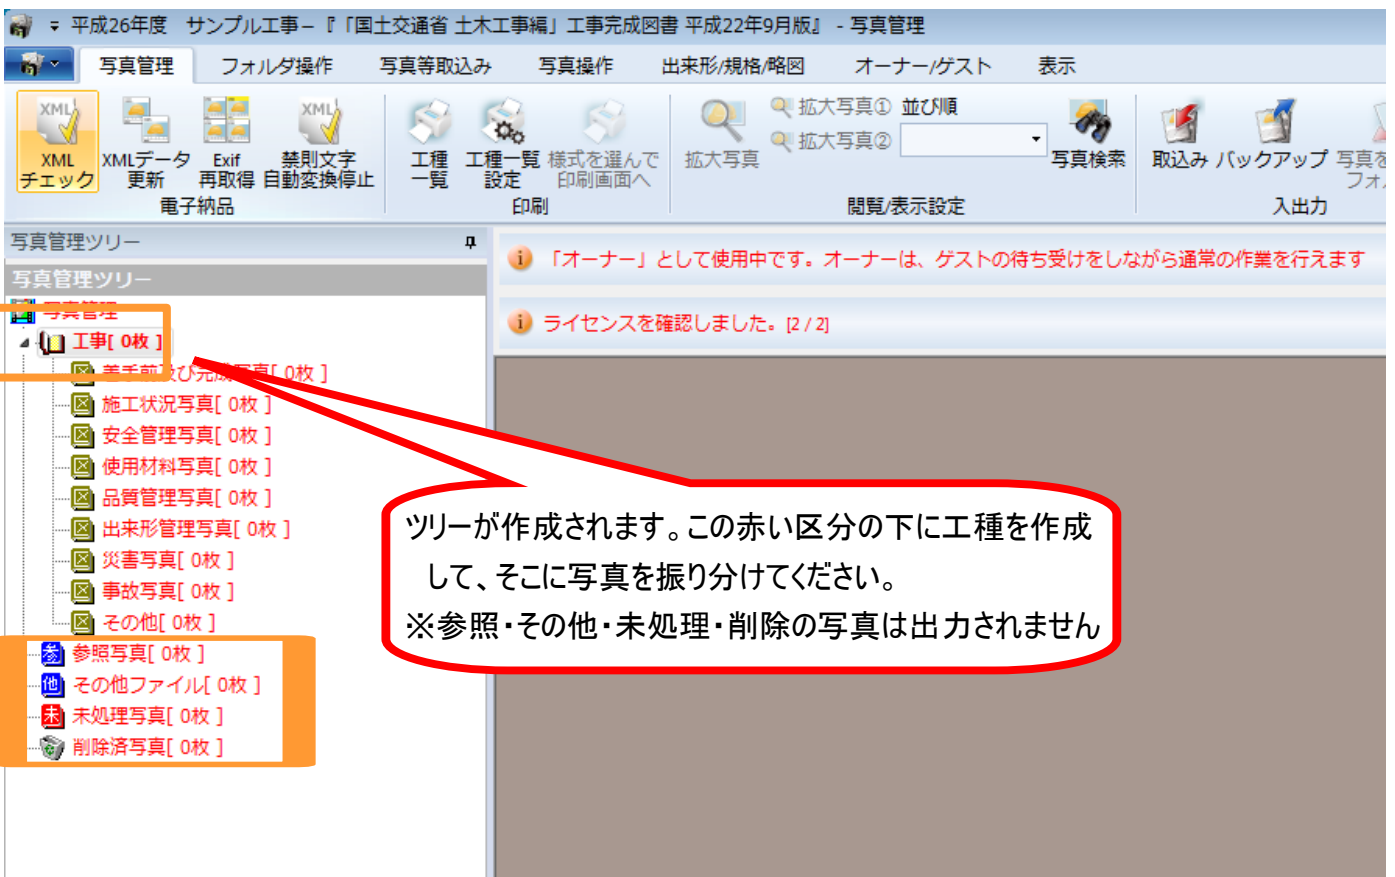 平成26年度　サンプル工事－『「国土交通省 土木工事編」工事完成図書 平成22年9月版』 - 写真管理
写真管理 フォルダ操作 写真等取込み 写真操作 出来形/規格/略図 オーナー/ゲスト 表示
XML チェック
XMLデータ 更新
Exif 再取得
禁則文字 自動変換停止
電子納品
工種 一覧
工種一覧 設定
様式を選んで 印刷画面へ
印刷
拡大写真
拡大写真① 並び順
拡大写真②
写真検索
閲覧/表示設定
取込み バックアップ 写真を
フォ
入出力
写真管理ツリー
写真管理ツリー
写真管理
工事[ 0枚 ]
着手前及び完成写真[ 0枚 ]
施工状況写真[ 0枚 ]
安全管理写真[ 0枚 ]
使用材料写真[ 0枚 ]
品質管理写真[ 0枚 ]
出来形管理写真[ 0枚 ]
災害写真[ 0枚 ]
事故写真[ 0枚 ]
その他[ 0枚 ]
参 参照写真[ 0枚 ]
他 その他ファイル[ 0枚 ]
未 未処理写真[ 0枚 ]
削除済写真[ 0枚 ]
「オーナー」として使用中です。オーナーは、ゲストの待ち受けをしながら通常の作業を行えます
ライセンスを確認しました。[2 / 2]
ツリーが作成されます。この赤い区分の下に工種を作成
して、そこに写真を振り分けてください。
※参照・その他・未処理・削除の写真は出力されません